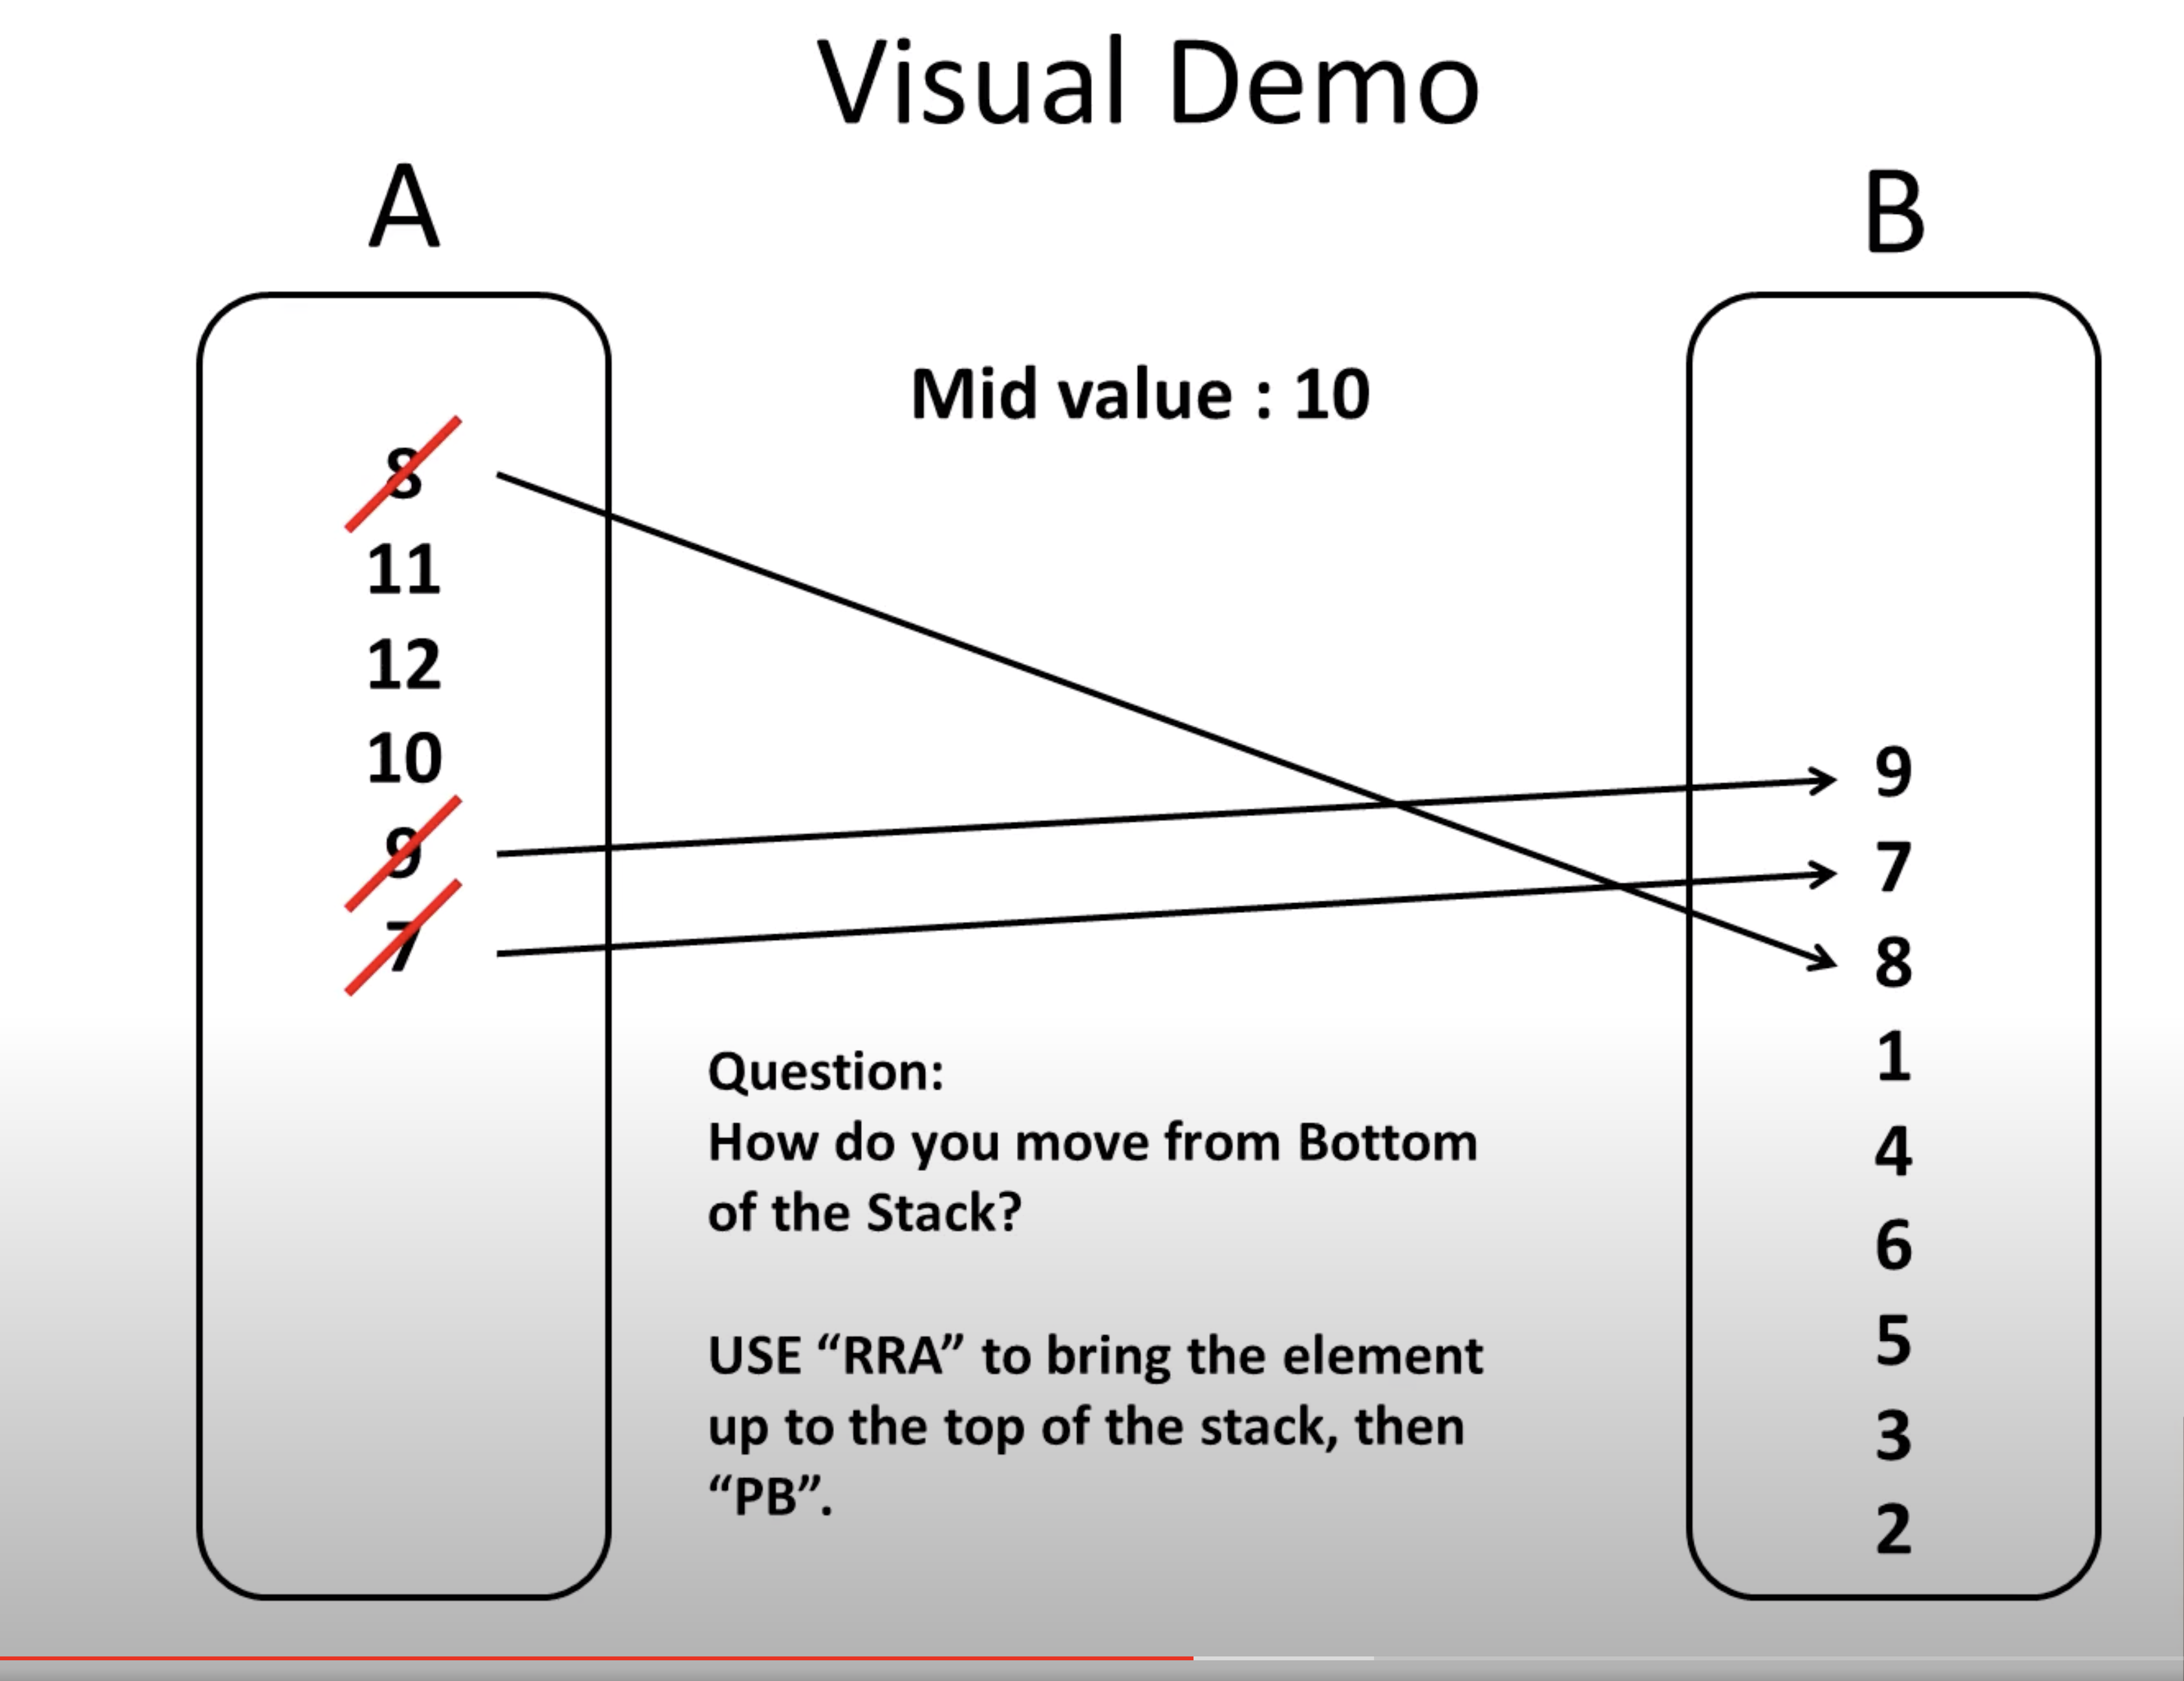 Visual Demo
A
B
Mid value : 10
8
11
12
10
9
7
9
7
8
1
4
6
5
3
2
Question:
How do you move from Bottom
of the Stack?
USE “RRA” to bring the element
up to the top of the stack, then
“PB”.